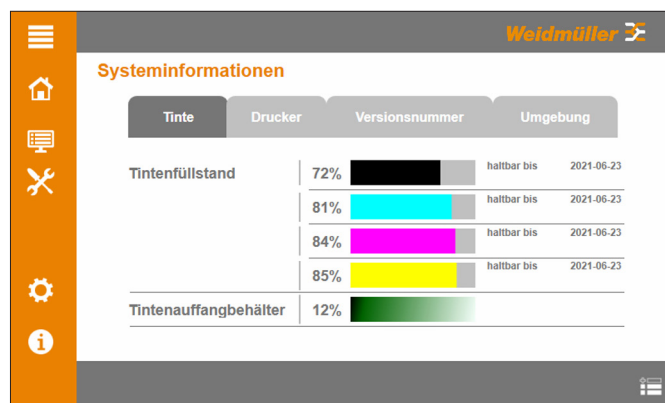 Weidmüller
Systeminformationen
Tinte Drucker Versionsnummer Umgebung
Tintenfüllstand 72% haltbar bis 2021-06-23
81% haltbar bis 2021-06-23
84% haltbar bis 2021-06-23
85% haltbar bis 2021-06-23
Tintenauffangbehälter 12%